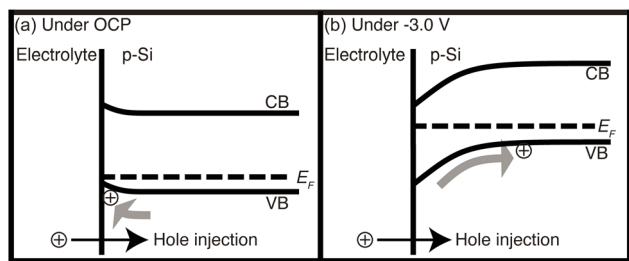 (a) Under OCP
Electrolyte p-Si
CB
E_F
VB
⊕ Hole injection
(b) Under -3.0 V
Electrolyte p-Si
CB
E_F
VB
⊕ Hole injection